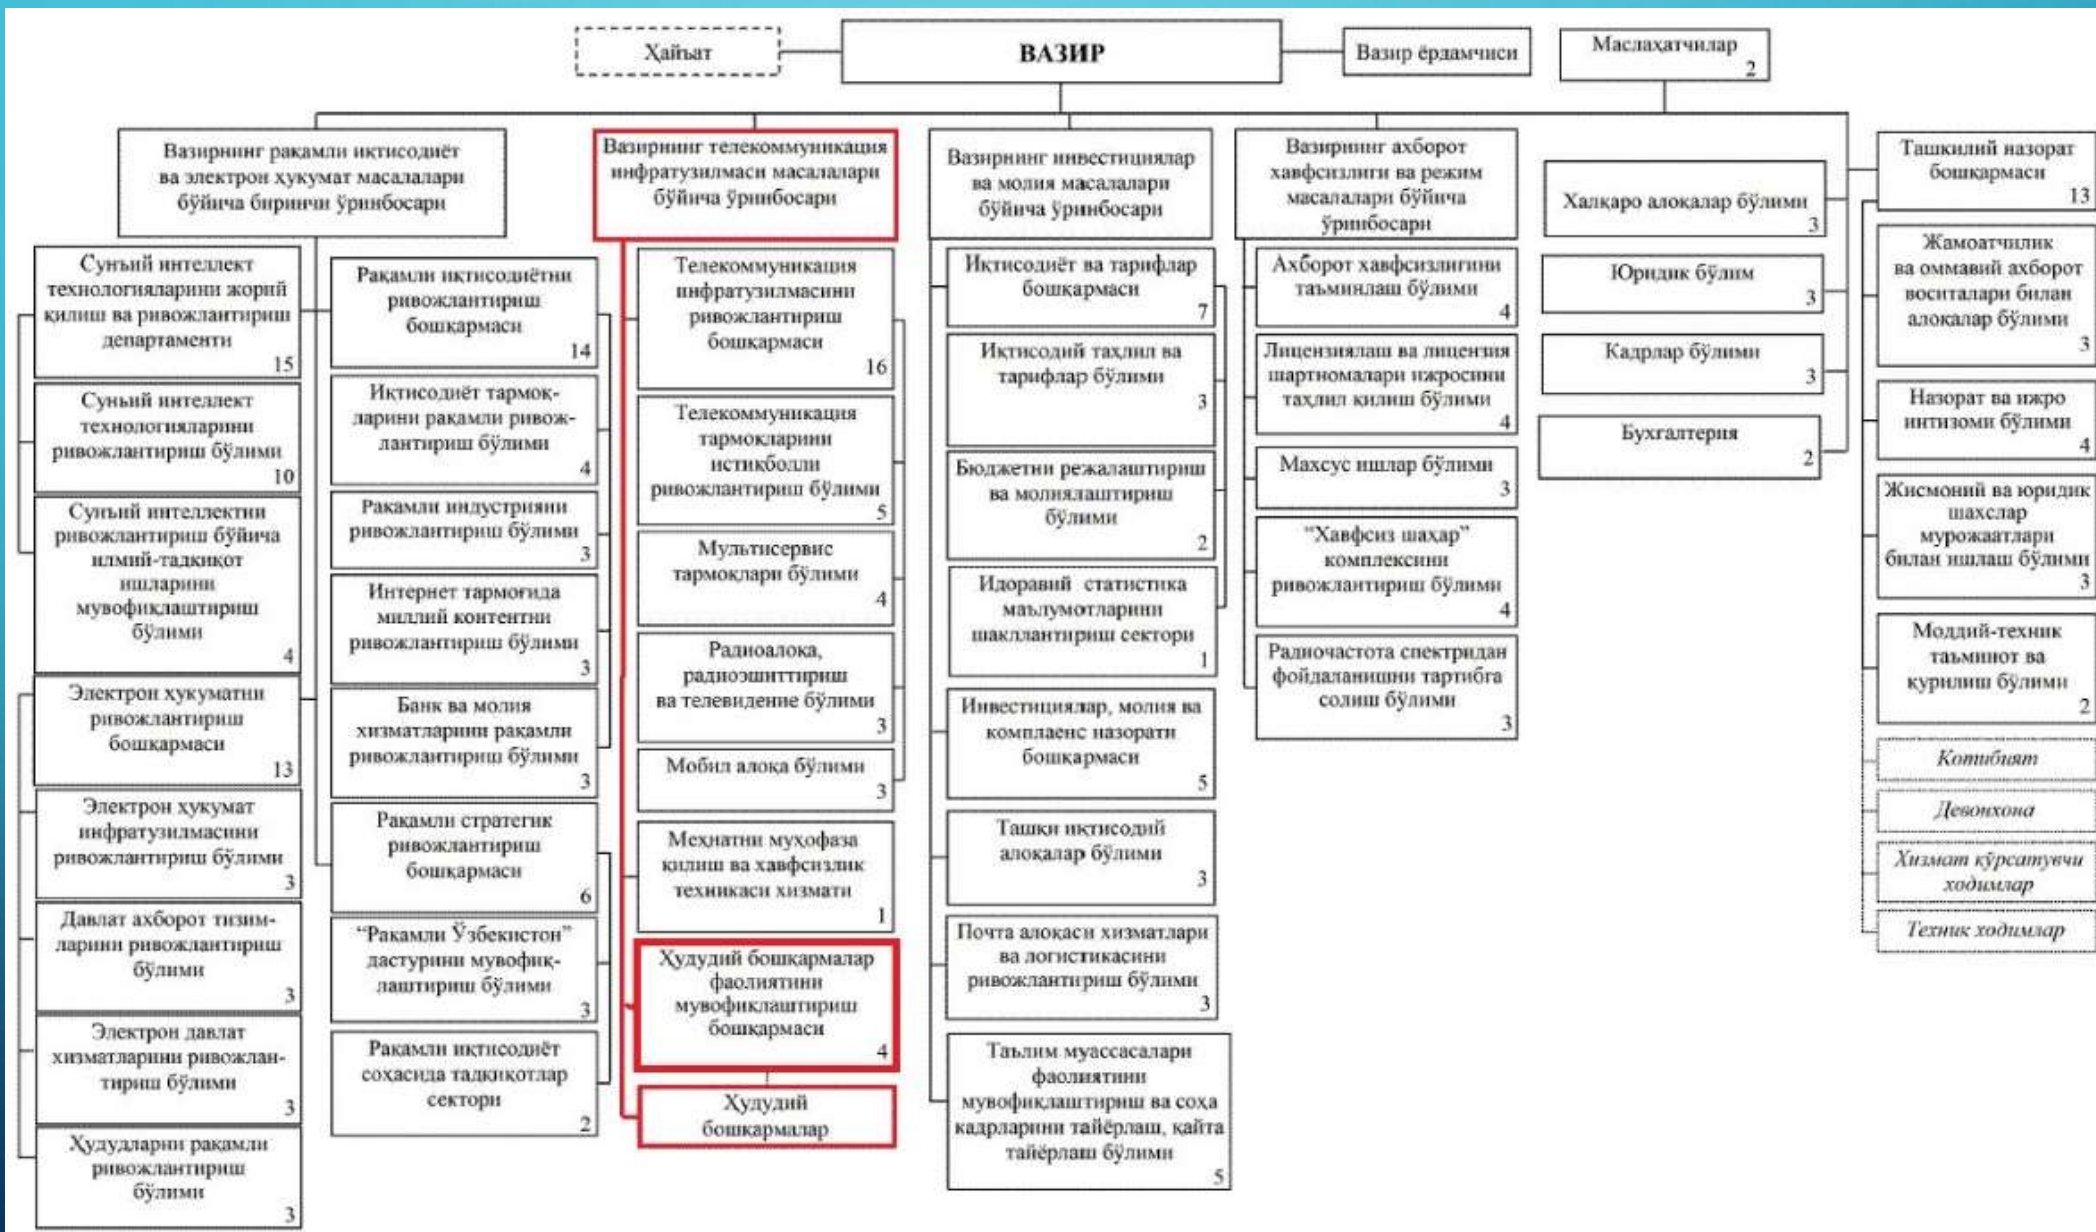 Ҳайъат
ВАЗИР
Вазир ёрдамчиси
Маслаҳатчилар
2
Вазирнинг рақамли иқтисодиёт
ва электрон ҳукумат масалалари
бўйича биринчи ўринбосари
Сунъий интеллект
технологияларини жорий
қилиш ва ривожлантириш
департаменти
15
Сунъий интеллект
технологияларини
ривожлантириш бўлими
10
Сунъий интеллектни
ривожлантириш бўйича
илмий-тадқиқот
ишларини
мувофиқлаштириш
бўлими
4
Электрон ҳукуматни
ривожлантириш
бошқармаси
13
Электрон ҳукумат
инфратузилмасини
ривожлантириш бўлими
3
Давлат ахборот тизим-
ларини ривожлантириш
бўлими
3
Электрон давлат
хизматларини ривожлан-
тириш бўлими
3
Ҳудудларни рақамли
ривожлантириш
бўлими
3
Рақамли иқтисодиётни
ривожлантириш
бошқармаси
14
Иқтисодиёт тармоқ-
ларини рақамли ривож-
лантириш бўлими
4
Рақамли индустрияни
ривожлантириш бўлими
3
Интернет тармоғида
миллий контентни
ривожлантириш бўлими
3
Банк ва молия
хизматларини рақамли
ривожлантириш бўлими
3
Рақамли стратегик
ривожлантириш
бошқармаси
6
“Рақамли Ўзбекистон”
дастурини мувофиқ-
лаштириш бўлими
3
Рақамли иқтисодиёт
соҳасида тадқиқотлар
сектори
2
Вазирнинг телекоммуникация
инфратузилмаси масалалари
бўйича ўринбосари
Телекоммуникация
инфратузилмасини
ривожлантириш
бошқармаси
16
Телекоммуникация
тармоқларини
истиқболли
ривожлантириш бўлими
5
Мультисервис
тармоқлари бўлими
4
Радиоалоқа,
радиоэшиттириш
ва телевидение бўлими
3
Мобил алоқа бўлими
3
Меҳнатни муҳофаза
қилиш ва хавфсизлик
техникаси хизмати
1
Ҳудудий бошқармалар
фаолиятини
мувофиқлаштириш
бошқармаси
4
Ҳудудий
бошқармалар
Вазирнинг инвестициялар
ва молия масалалари
бўйича ўринбосари
Иқтисодиёт ва тарифлар
бошқармаси
7
Иқтисодий таҳлил ва
тарифлар бўлими
3
Бюджетни режалаштириш
ва молиялаштириш
бўлими
2
Идоравий статистика
маълумотларини
шакллантириш сектори
1
Инвестициялар, молия ва
комплаенс назорати
бошқармаси
5
Ташқи иқтисодий
алоқалар бўлими
3
Почта алоқаси хизматлари
ва логистикасини
ривожлантириш бўлими
3
Таълим муассасалари
фаолиятини
мувофиқлаштириш ва соҳа
кадрларини тайёрлаш, қайта
тайёрлаш бўлими
5
Вазирнинг ахборот
хавфсизлиги ва режим
масалалари бўйича
ўринбосари
Ахборот хавфсизлигини
таъминлаш бўлими
4
Лицензиялаш ва лицензия
шартномалари ижросини
таҳлил қилиш бўлими
4
Махсус ишлар бўлими
3
“Хавфсиз шаҳар”
комплексини
ривожлантириш бўлими
4
Радиочастота спектридан
фойдаланишни тартибга
солиш бўлими
3
Халқаро алоқалар бўлими
3
Юридик бўлим
3
Кадрлар бўлими
3
Бухгалтерия
2
Ташкилий назорат
бошқармаси
13
Жамоатчилик
ва оммавий ахборот
воситалари билан
алоқалар бўлими
3
Назорат ва ижро
интизоми бўлими
4
Жисмоний ва юридик
шахслар
мурожаатлари
билан ишлаш бўлими
3
Моддий-техник
таъминот ва
қурилиш бўлими
2
Котибият
Девонхона
Хизмат кўрсатувчи
ходимлар
Техник ходимлар